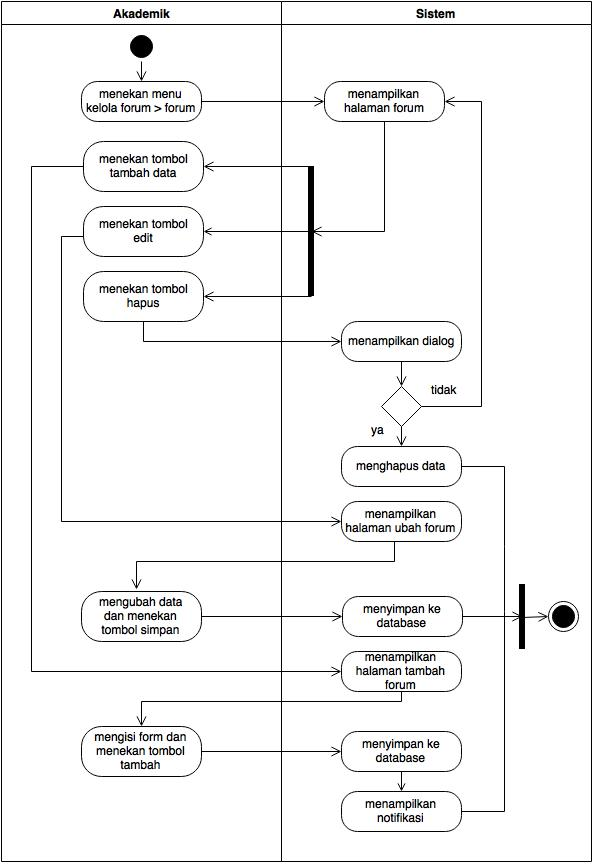 Akademik
Sistem
menekan menu
kelola forum > forum
menampilkan
halaman forum
menekan tombol
tambah data
menekan tombol
edit
menekan tombol
hapus
menampilkan dialog
tidak
ya
menghapus data
menampilkan
halaman ubah forum
mengubah data
dan menekan
tombol simpan
menyimpan ke
database
menampilkan
halaman tambah
forum
mengisi form dan
menekan tombol
tambah
menyimpan ke
database
menampilkan
notifikasi